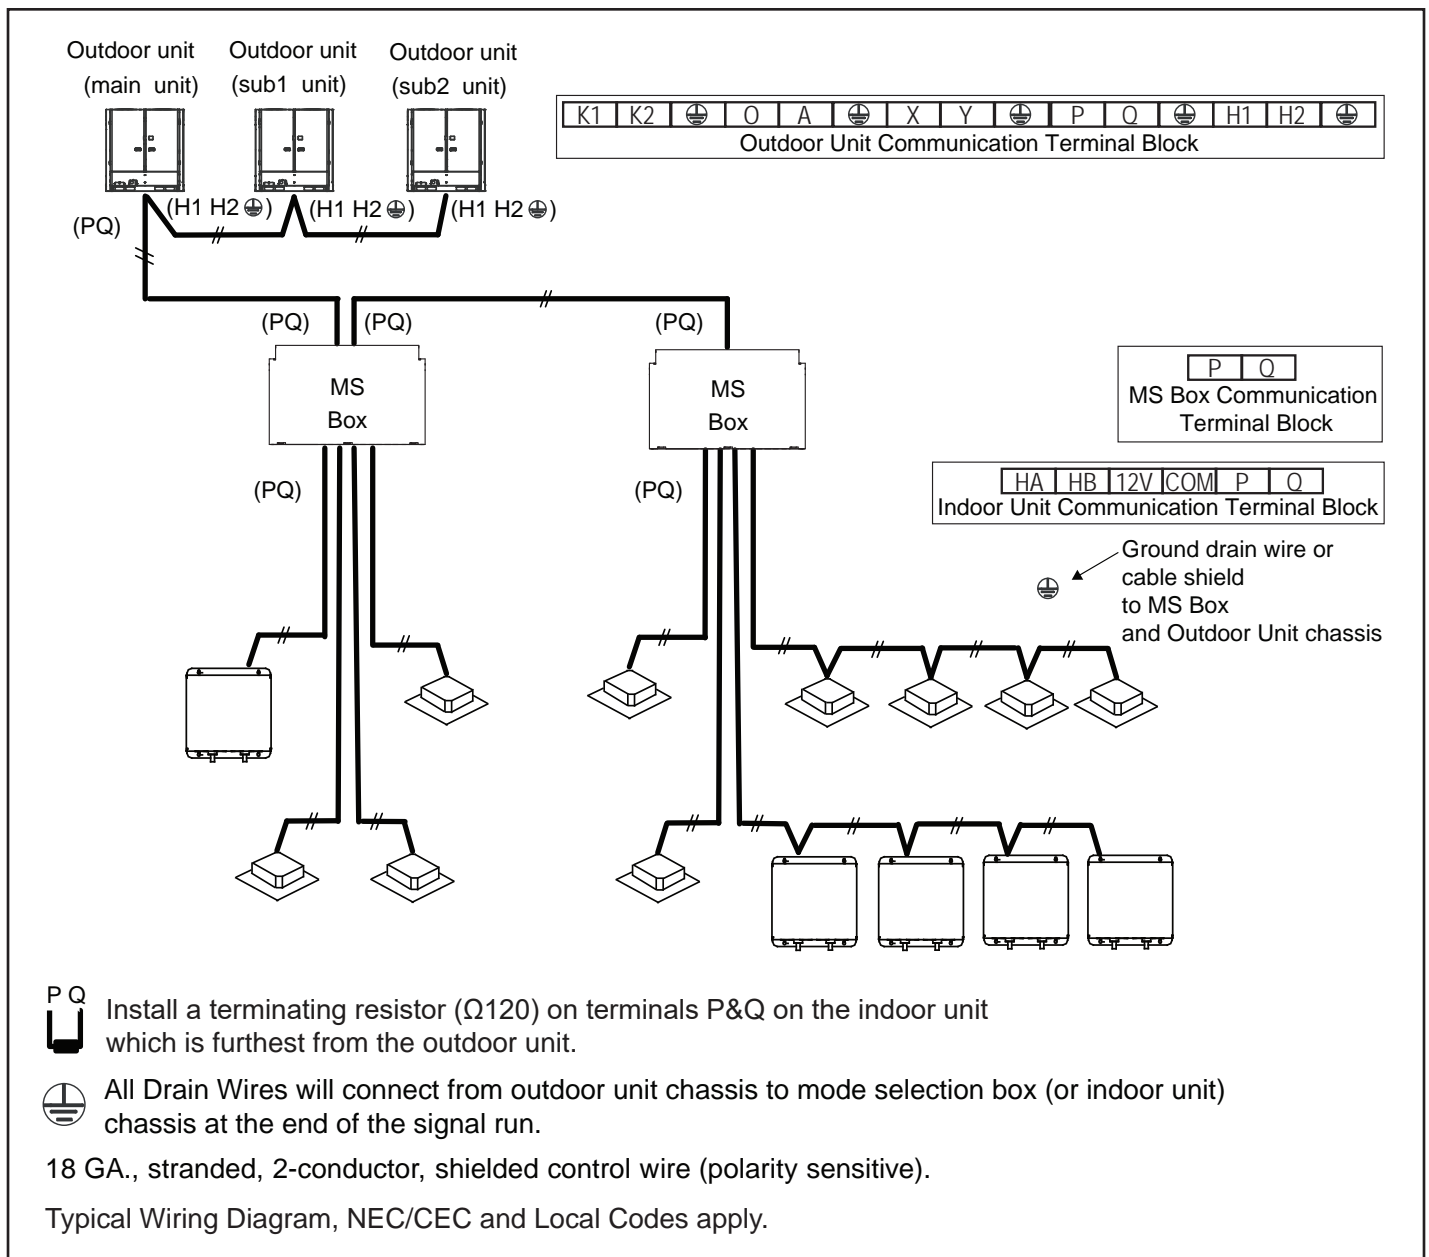 Outdoor unit
(main unit)
Outdoor unit
(sub1 unit)
Outdoor unit
(sub2 unit)
K1 K2 ⏚ O A ⏚ X Y ⏚ P Q ⏚ H1 H2 ⏚
Outdoor Unit Communication Terminal Block
(PQ)
(H1 H2 ⏚)
(H1 H2 ⏚)
(H1 H2 ⏚)
(PQ)
(PQ)
(PQ)
MS
Box
MS
Box
P Q
MS Box Communication
Terminal Block
(PQ)
(PQ)
HA HB 12V COM P Q
Indoor Unit Communication Terminal Block
Ground drain wire or
cable shield
to MS Box
and Outdoor Unit chassis
P Q
Install a terminating resistor (Ω120) on terminals P&Q on the indoor unit
which is furthest from the outdoor unit.
All Drain Wires will connect from outdoor unit chassis to mode selection box (or indoor unit)
chassis at the end of the signal run.
18 GA., stranded, 2-conductor, shielded control wire (polarity sensitive).
Typical Wiring Diagram, NEC/CEC and Local Codes apply.